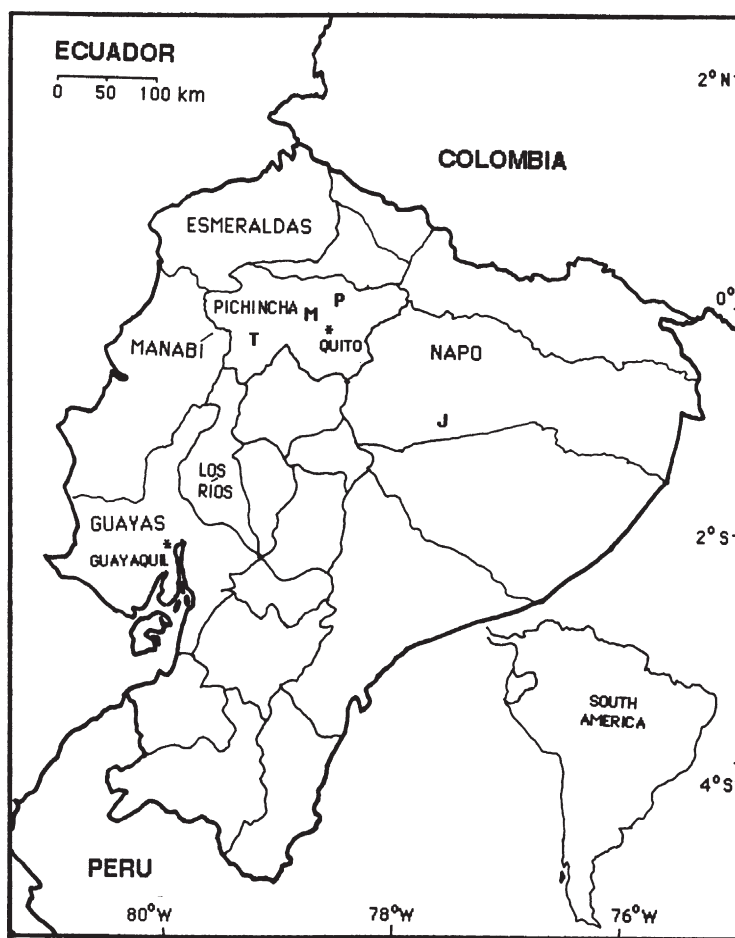 ECUADOR
0 50 100 km
2°N
COLOMBIA
ESMERALDAS
0°
PICHINCHA M P
T * QUITO
MANABÍ
NAPO
J
LOS
RÍOS
GUAYAS
GUAYAQUIL *
2°S
SOUTH
AMERICA
4°S
PERU
80°W 78°W 76°W